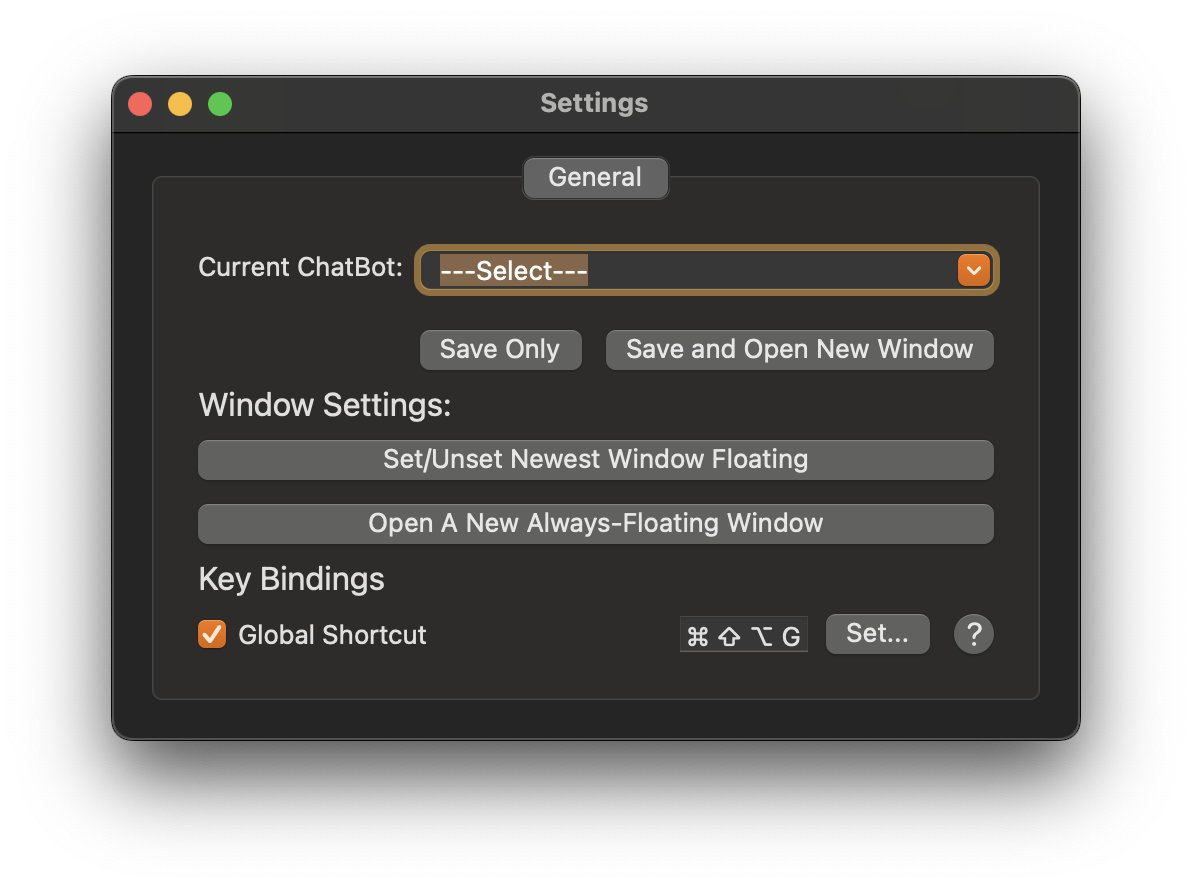 Settings
General
Current ChatBot: ---Select---
Save Only Save and Open New Window
Window Settings:
Set/Unset Newest Window Floating
Open A New Always-Floating Window
Key Bindings
Global Shortcut ⌘ ⇧ ⌥ G Set... ?